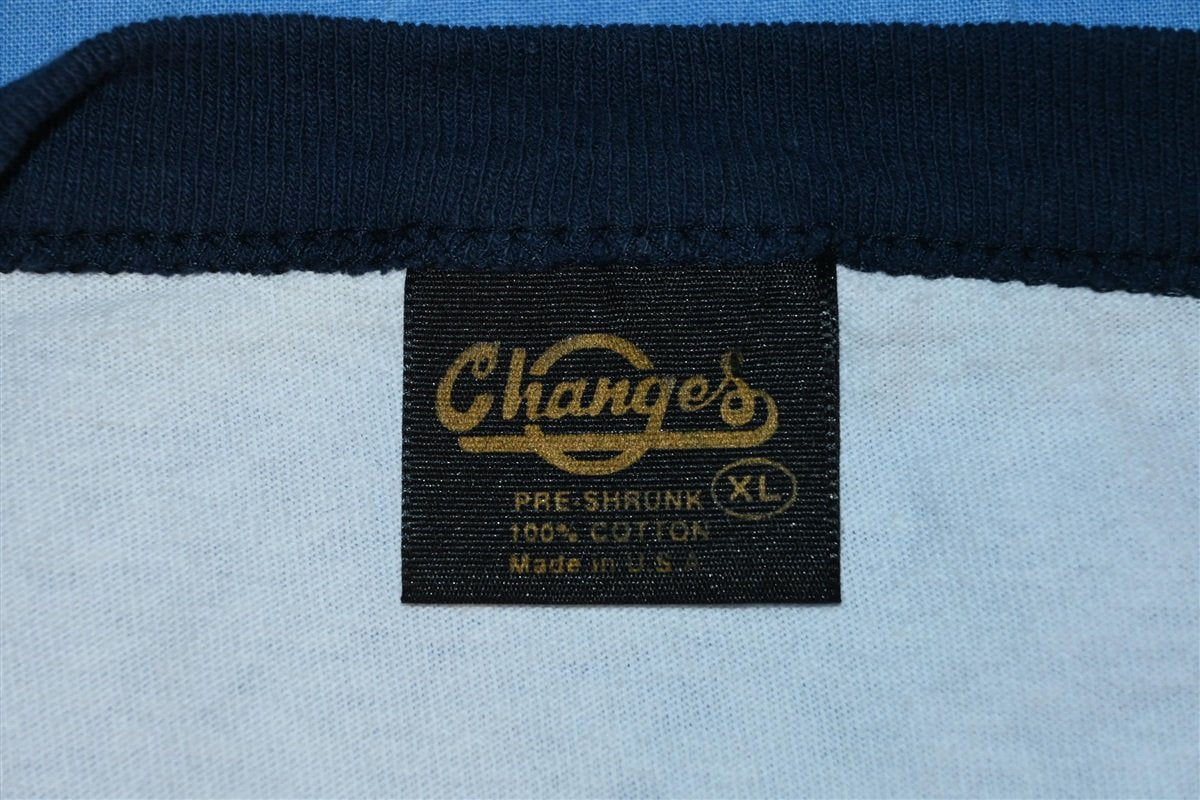 Changes
PRE-SHRUNK XL
100% COTTON
Made in U.S.A